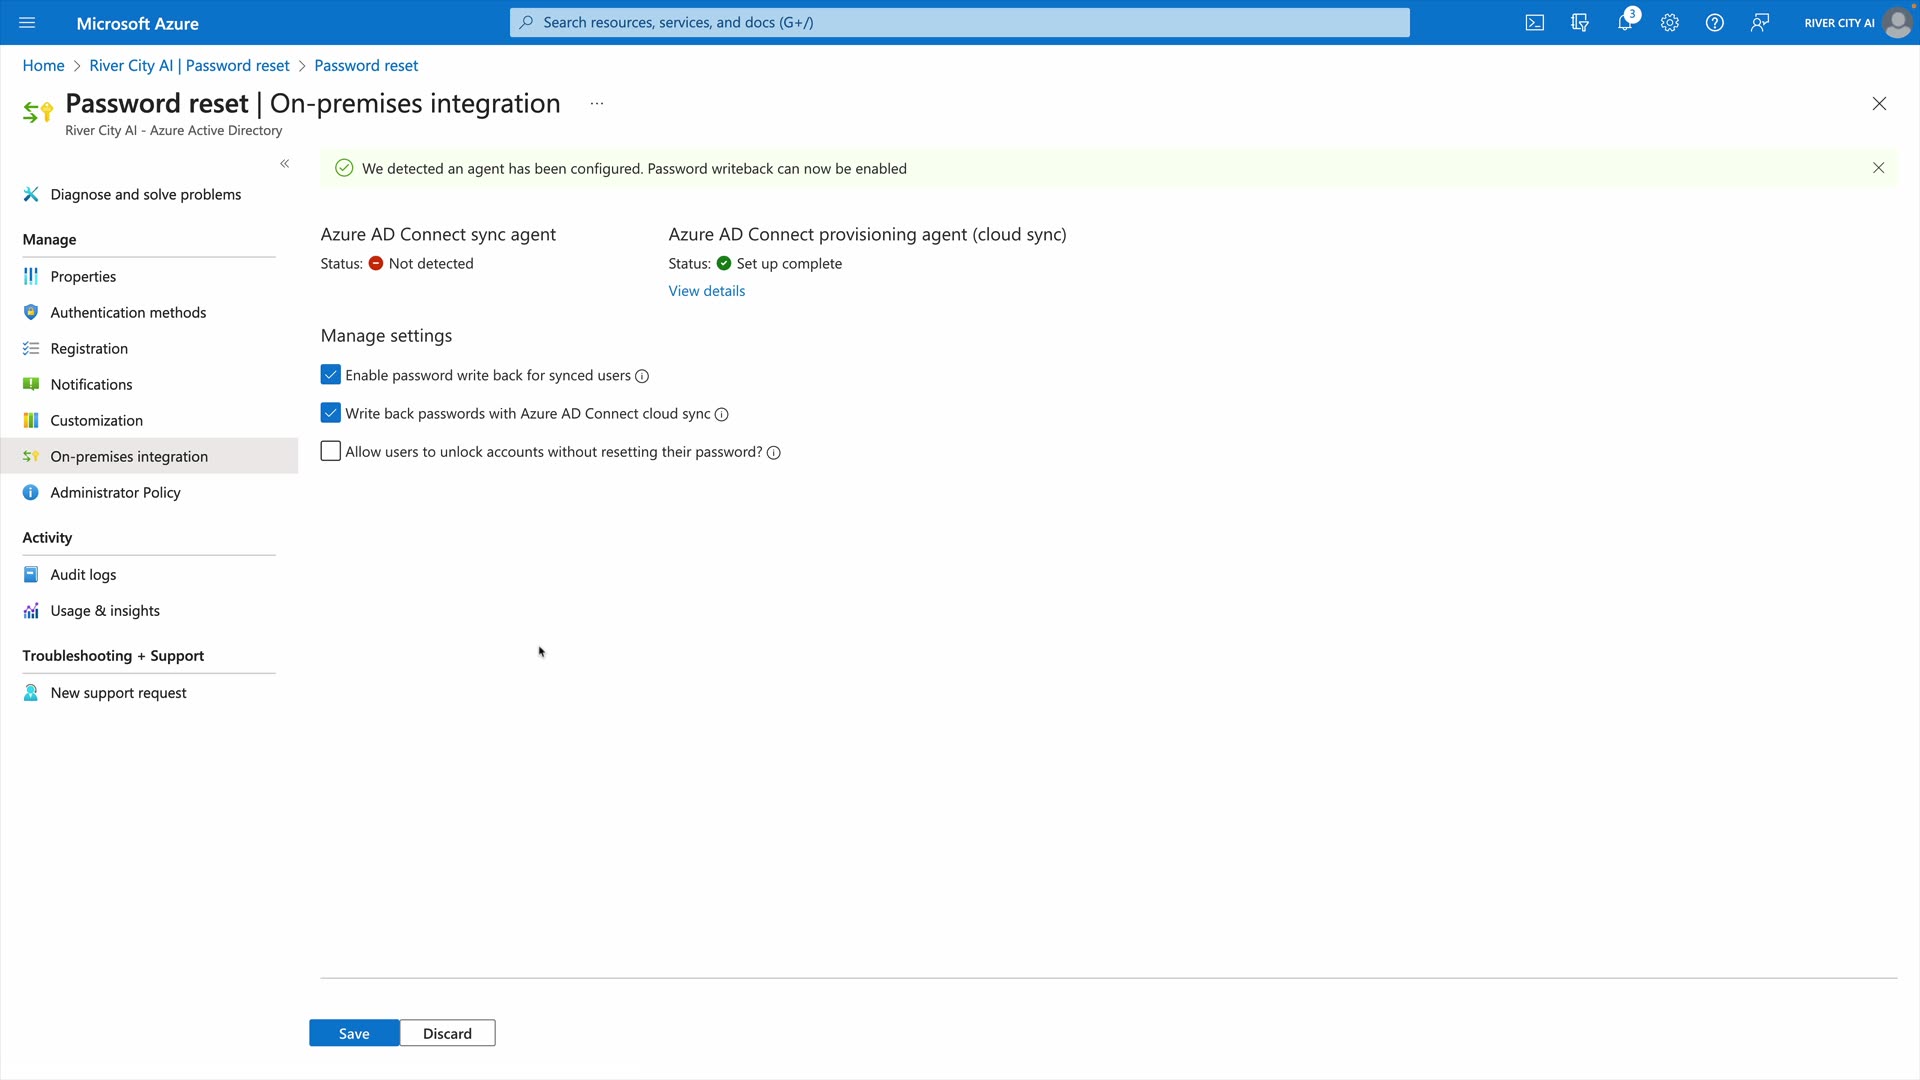 Microsoft Azure
Search resources, services, and docs (G+/)
3
RIVER CITY AI
Home > River City AI | Password reset > Password reset
Password reset | On-premises integration ...
River City AI - Azure Active Directory
«
We detected an agent has been configured. Password writeback can now be enabled
Diagnose and solve problems
Manage
Properties
Authentication methods
Registration
Notifications
Customization
On-premises integration
Administrator Policy
Activity
Audit logs
Usage & insights
Troubleshooting + Support
New support request
Azure AD Connect sync agent
Status: Not detected
Azure AD Connect provisioning agent (cloud sync)
Status: Set up complete
View details
Manage settings
Enable password write back for synced users
Write back passwords with Azure AD Connect cloud sync
Allow users to unlock accounts without resetting their password?
Save
Discard